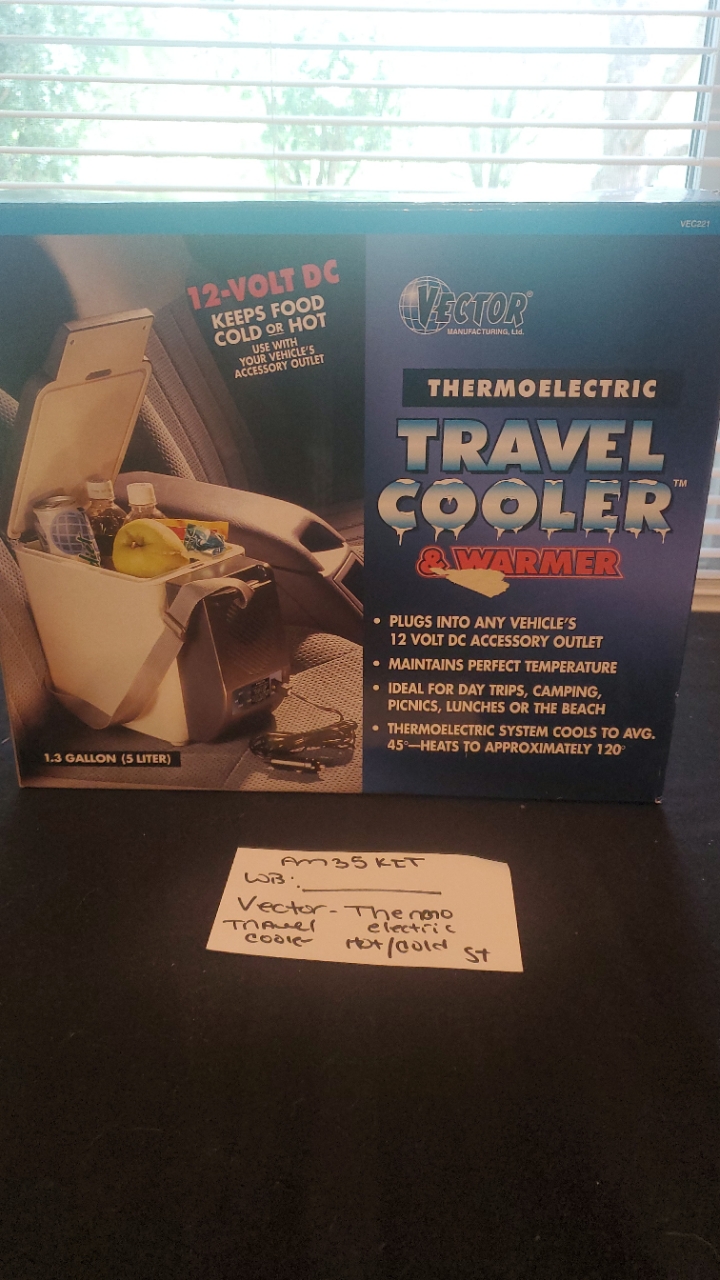 VEC221
12-VOLT DC
KEEPS FOOD
COLD OR HOT
USE WITH
YOUR VEHICLE'S
ACCESSORY OUTLET
VECTOR®
MANUFACTURING, Ltd.
THERMOELECTRIC
TRAVEL
COOLER™
& WARMER
• PLUGS INTO ANY VEHICLE'S
12 VOLT DC ACCESSORY OUTLET
• MAINTAINS PERFECT TEMPERATURE
• IDEAL FOR DAY TRIPS, CAMPING,
PICNICS, LUNCHES OR THE BEACH
• THERMOELECTRIC SYSTEM COOLS TO AVG.
45°—HEATS TO APPROXIMATELY 120°
1.3 GALLON (5 LITER)
AM35KET
WB:
Vector-Thermo
Travel electric
cooler Hot/Cold St